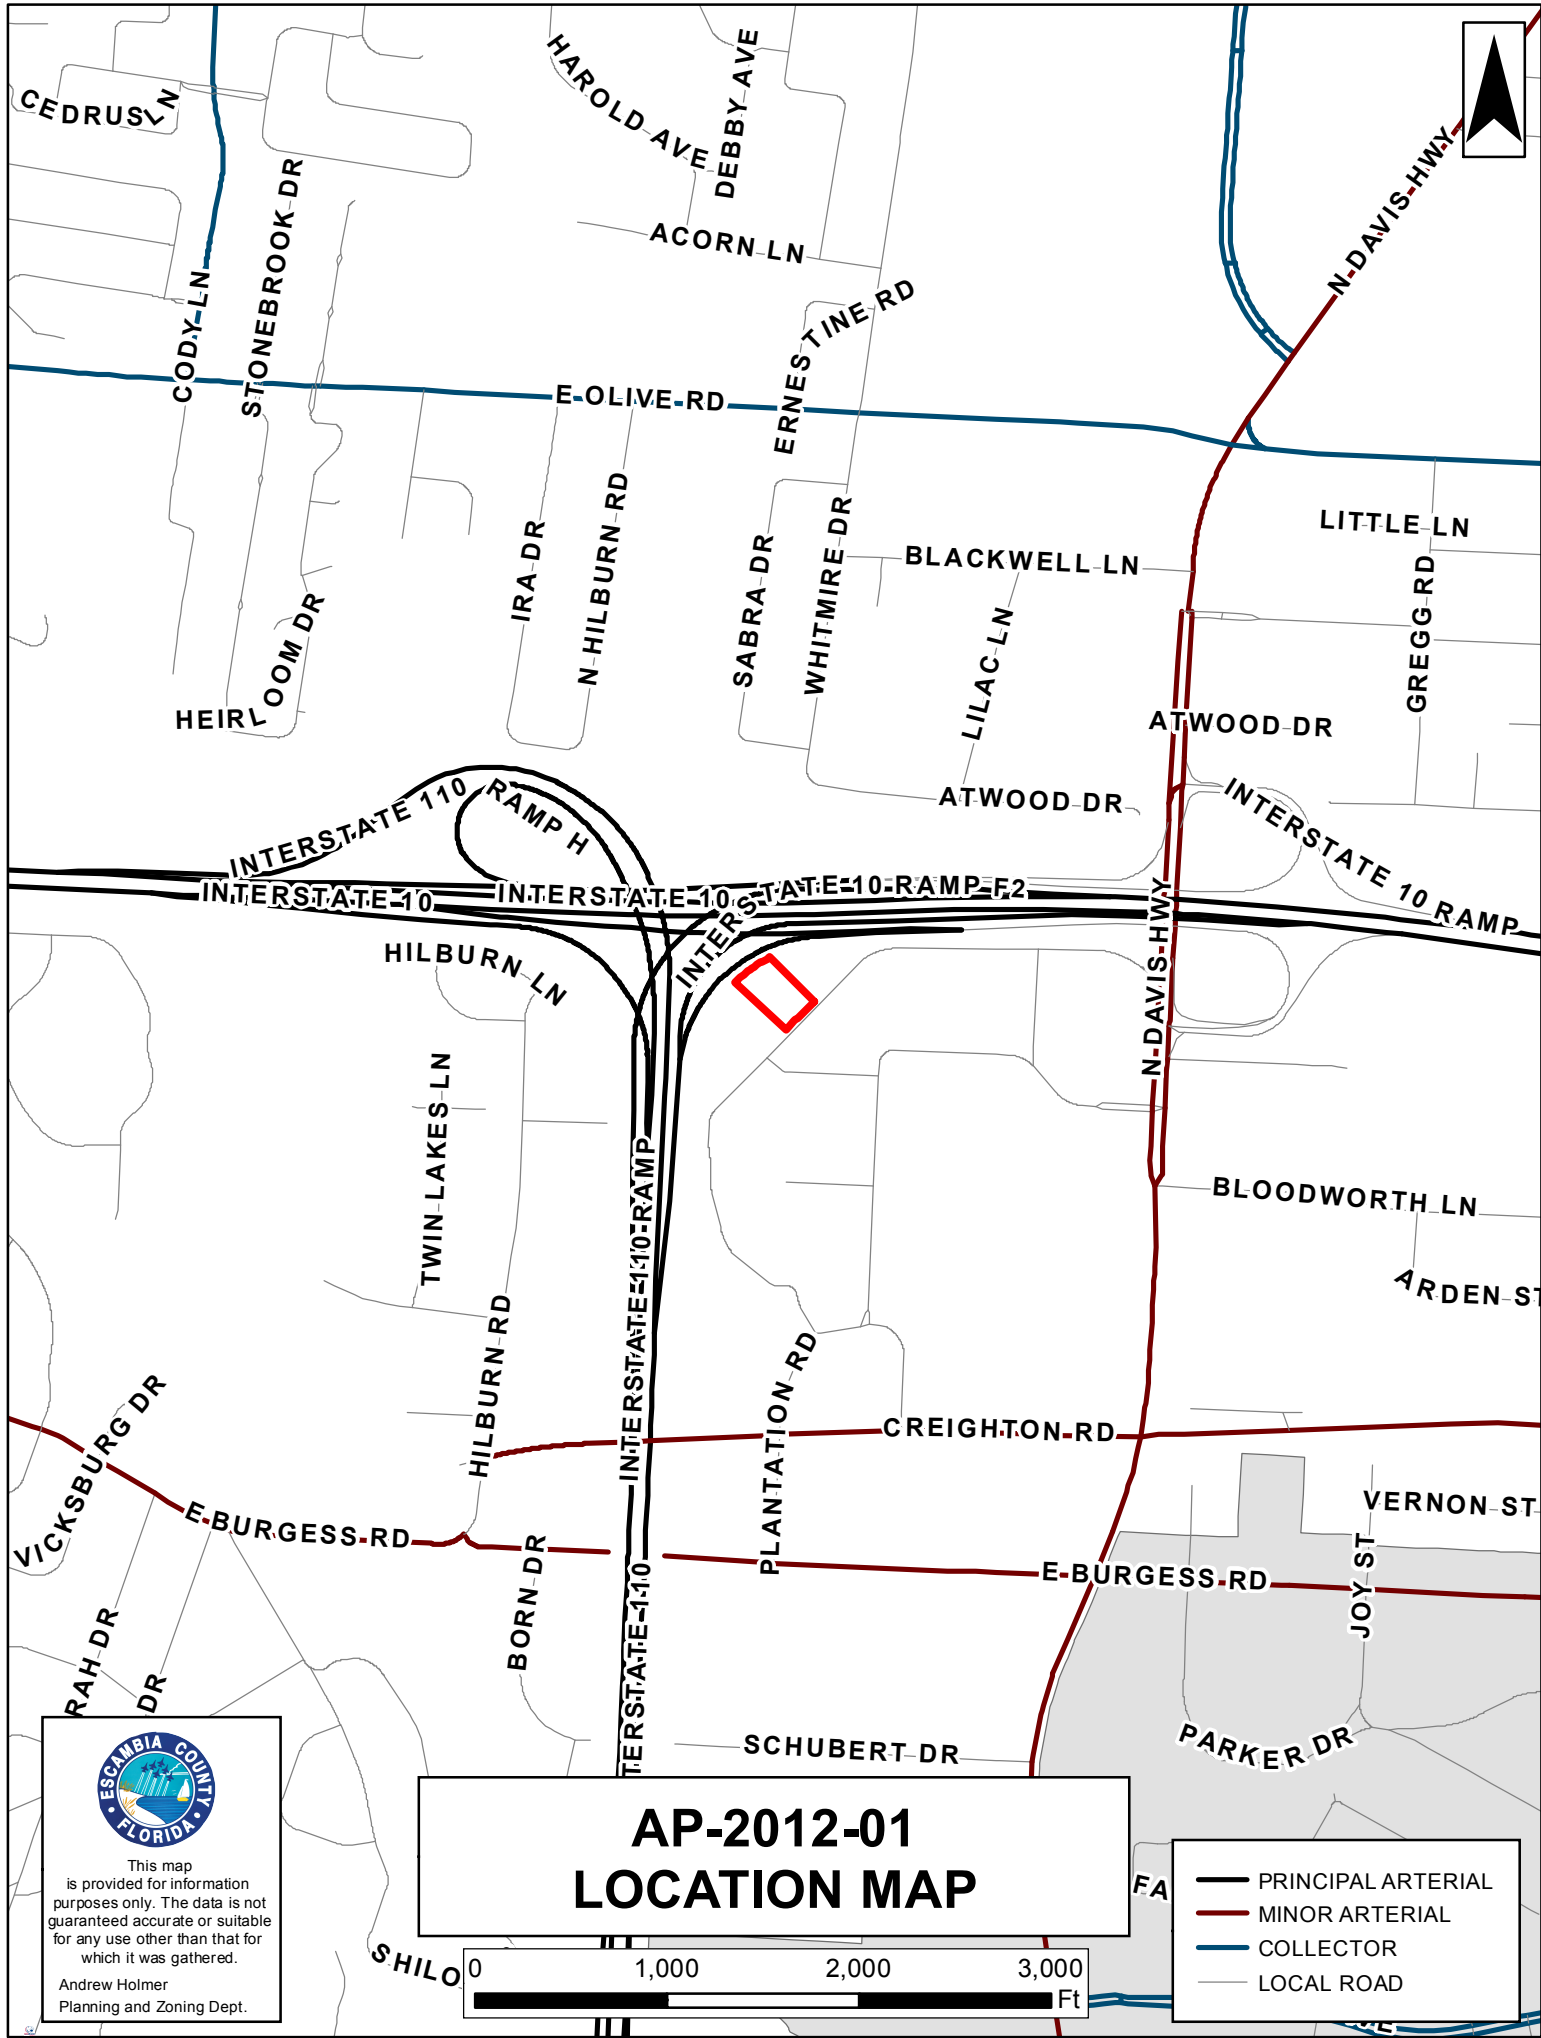 HAROLD AVE
DEBBY AVE
CEDRUS LN
N DAVIS HWY
STONEBROOK DR
ACORN LN
CODY LN
ERNESTINE RD
E OLIVE RD
LITTLE LN
IRA DR
N HILBURN RD
SABRA DR
WHITMIRE DR
BLACKWELL LN
GREGG RD
LILAC LN
HEIRLOOM DR
ATWOOD DR
ATWOOD DR
INTERSTATE 110
RAMP H
INTERSTATE 10 RAMP
INTERSTATE 10
INTERSTATE 10
INTERSTATE 10 RAMP F2
HILBURN LN
N DAVIS HWY
TWIN LAKES LN
INTERSTATE 110 RAMP
BLOODWORTH LN
ARDEN ST
HILBURN RD
PLANTATION RD
INTERSTATE
CREIGHTON RD
VICKSBURG DR
VERNON ST
E BURGESS RD
BORN DR
E BURGESS RD
JOY ST
TERSTATE 110
RAH DR
DR
SCHUBERT DR
PARKER DR
ESCAMBIA COUNTY
FLORIDA
This map
is provided for information
purposes only. The data is not
guaranteed accurate or suitable
for any use other than that for
which it was gathered.
Andrew Holmer
Planning and Zoning Dept.
AP-2012-01
LOCATION MAP
FA
PRINCIPAL ARTERIAL
MINOR ARTERIAL
COLLECTOR
LOCAL ROAD
SHILO
0 1,000 2,000 3,000
Ft